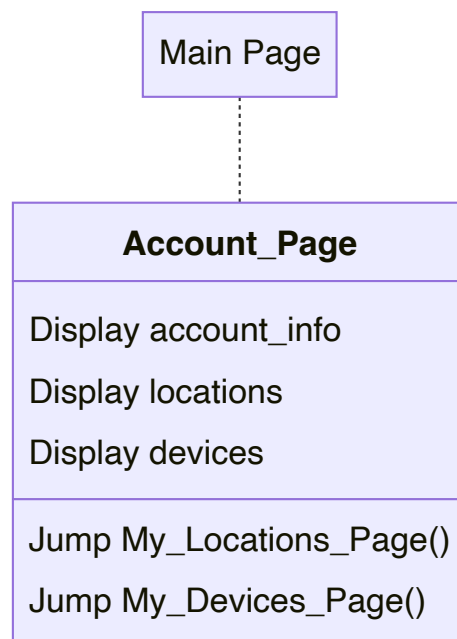 Main Page
Account_Page
Display account_info
Display locations
Display devices
Jump My_Locations_Page()
Jump My_Devices_Page()